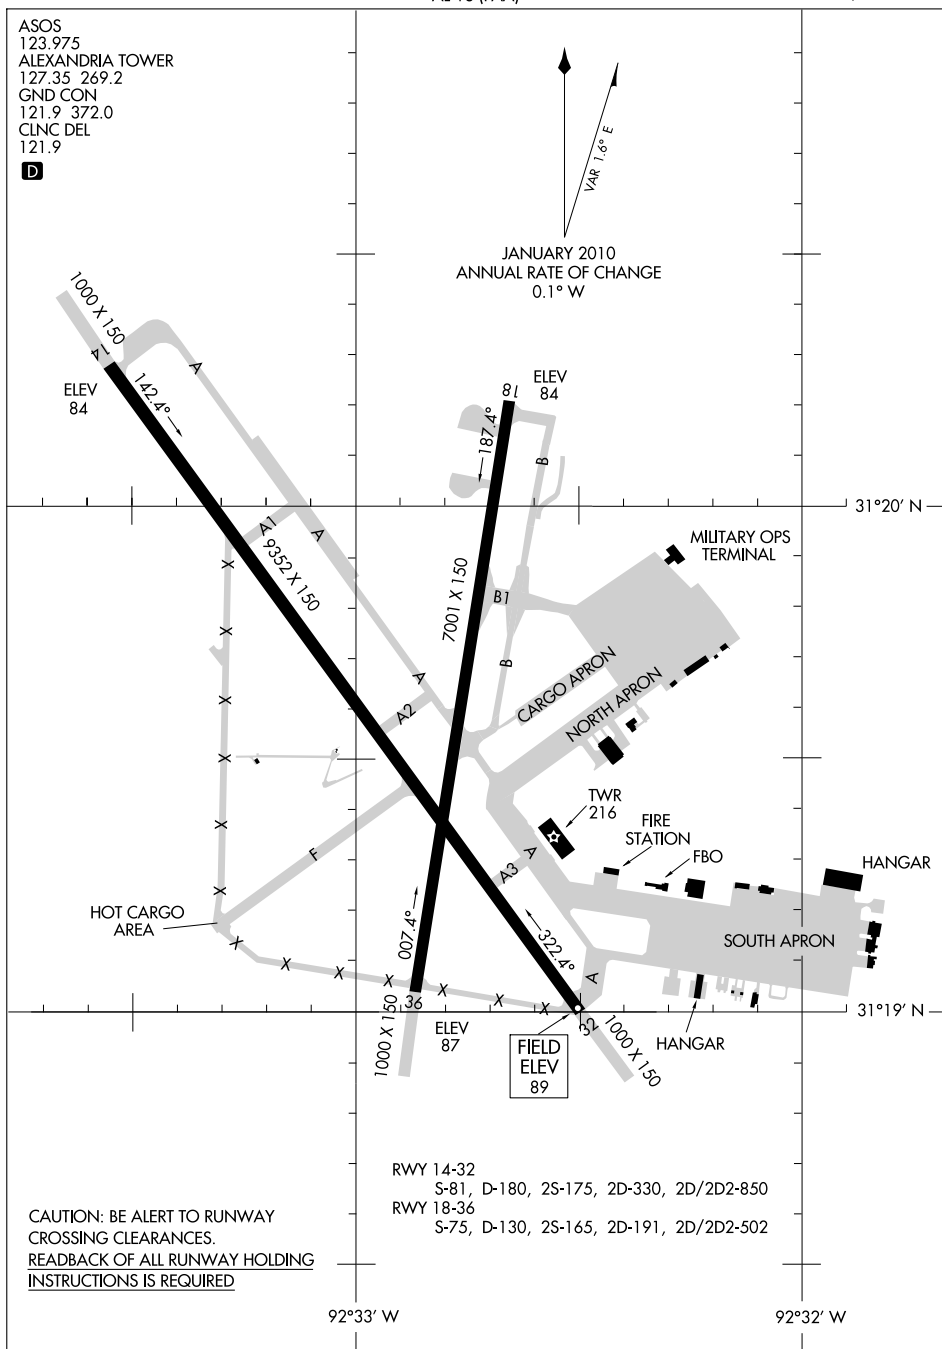 ASOS
123.975
ALEXANDRIA TOWER
127.35 269.2
GND CON
121.9 372.0
CLNC DEL
121.9
D
VAR 1.6° E
JANUARY 2010
ANNUAL RATE OF CHANGE
0.1° W
1000 X 150
14
ELEV
84
142.4°
A
18
ELEV
84
187.4°
B
31°20' N
A1
A
9352 X 150
7001 X 150
B1
MILITARY OPS
TERMINAL
B
A
A2
CARGO APRON
NORTH APRON
X
X
X
X
X
X
TWR
216
FIRE
STATION
FBO
HANGAR
F
A
A3
HOT CARGO
AREA
SOUTH APRON
007.4°
322.4°
A
X
X
X
X
X
X
X
36
1000 X 150
ELEV
87
32
1000 X 150
FIELD
ELEV
89
HANGAR
31°19' N
RWY 14-32
S-81, D-180, 2S-175, 2D-330, 2D/2D2-850
RWY 18-36
S-75, D-130, 2S-165, 2D-191, 2D/2D2-502
CAUTION: BE ALERT TO RUNWAY
CROSSING CLEARANCES.
READBACK OF ALL RUNWAY HOLDING
INSTRUCTIONS IS REQUIRED
92°33' W
92°32' W